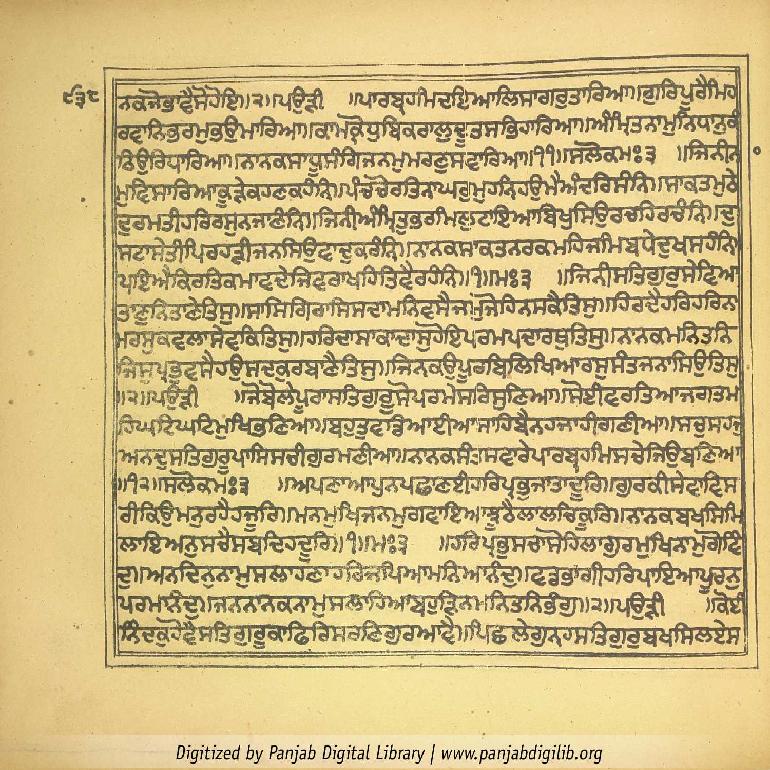 ੯੩੮
ਨਕਜੋਭਾਵੈਸੋਹੋਇ॥੨॥ਪਉੜੀ ॥ਪਾਰਬ੍ਰਹਮਿਦਇਆਲਿਸਾਗਰੁਤਾਰਿਆ॥ਗੁਰਿਪੂਰੈਮਿਹ
ਰਵਾਨਿਭਰਮੁਭਉਮਾਰਿਆ॥ਕਾਮਕ੍ਰੋਧੁਬਿਕਰਾਲੁਦੂਤਸਭਿਹਾਰਿਆ॥ਅੰਮ੍ਰਿਤਨਾਮੁਨਿਧਾਨੁਕੰ
ਠਿਉਰਿਧਾਰਿਆ॥ਨਾਨਕਸਾਧੂਸੰਗਿਜਨਮੁਮਰਣੁਸਵਾਰਿਆ॥੧੧॥ਸਲੋਕਮਃ੩ ॥ਜਿਨੀਨ
ਮੁਵਿਸਾਰਿਆਕੂੜੇਕਹਣਕਹੰਨਿ॥ਪੰਚਚੋਰਤਿਨਾਘਰੁਮੁਹਨਿਹਉਮੈਅੰਦਰਿਸੰਨਿ॥ਸਾਕਤਮੁਠੇ
ਦੁਰਮਤੀਹਰਿਰਸੁਨਜਾਣੰਨਿ॥ਜਿਨੀਅੰਮ੍ਰਿਤੁਭਰਮਿਲੁਟਾਇਆਬਿਖੁਸਿਉਰਚਹਿਰਚੰਨਿ॥ਦੁ
ਸਟਾਸੇਤੀਪਿਰਹੜੀਜਨਸਿਉਵਾਦੁਕਰੰਨਿ॥ਨਾਨਕਸਾਕਤਨਰਕਮਹਿਜਮਿਬਧੇਦੁਖਸਹੰਨਿ
ਪਇਐਕਿਰਤਿਕਮਾਵਦੇਜਿਵਰਾਖਹਿਤਿਵੈਰਹੰਨਿ॥੧॥ਮਃ੩ ॥ਜਿਨੀਸਤਿਗੁਰੁਸੇਵਿਆ
ਤਾਣੁਨਿਤਾਣੇਤਿਸੁ॥ਸਾਸਿਗਿਰਾਸਿਸਦਾਮਨਿਵਸੈਜਮੁਜੋਹਿਨਸਕੈਤਿਸੁ॥ਹਿਰਦੈਹਰਿਹਰਿਨਾ
ਮਰਸੁਕਵਲਾਸੇਵਕਿਤਿਸੁ॥ਹਰਿਦਾਸਾਕਾਦਾਸੁਹੋਇਪਰਮਪਦਾਰਥੁਤਿਸੁ॥ਨਾਨਕਮਨਿਤਨਿ
ਜਿਸੁਪ੍ਰਭੁਵਸੈਹਉਸਦਕੁਰਬਾਣੈਤਿਸੁ॥ਜਿਨਕਉਪੂਰਬਿਲਿਖਿਆਰਸੁਸੰਤਜਨਾਸਿਉਤਿਸੁ
॥੨॥ਪਉੜੀ ॥ਜੋਬੋਲੇਪੂਰਾਸਤਿਗੁਰੂਸੋਪਰਮੇਸਰਿਸੁਣਿਆ॥ਸੋਈਵਰਤਿਆਜਗਤਮ
ਹਿਘਟਿਘਟਿਮੁਖਿਭਣਿਆ॥ਬਹੁਤੁਵਡਿਆਈਆਸਾਹਿਬੈਨਹਜਾਹੀਗਣੀਆ॥ਸਚੁਸਹਜੁ
ਅਨਦੁਸਤਿਗੁਰੂਪਾਸਿਸਚੀਗੁਰਮਣੀਆ॥ਨਾਨਕਸੰਤਸਵਾਰੇਪਾਰਬ੍ਰਹਮਿਸਚੇਜਿਉਬਣਿਆ
॥੧੨॥ਸਲੋਕਮਃ੩ ॥ਅਪਣਾਆਪੁਨਪਛਾਣਈਹਰਿਪ੍ਰਭੁਜਾਤਾਦੂਰਿ॥ਗੁਰਕੀਸੇਵਾਵਿਸ
ਰੀਕਿਉਮਨੁਰਹੈਹਜੂਰਿ॥ਮਨਮੁਖਿਜਨਮੁਗਵਾਇਆਝੂਠੈਲਾਲਚਿਕੂਰਿ॥ਨਾਨਕਬਖਸਿਮਿ
ਲਾਇਅਨੁਸਚੈਸਬਦਿਹਦੂਰਿ॥੧॥ਮਃ੩ ॥ਹਰਿਪ੍ਰਭੁਸਚਾਸੋਹਿਲਾਗੁਰਮੁਖਿਨਾਮੁਗੋਵਿੰ
ਦੁ॥ਅਨਦਿਨੁਨਾਮੁਸਲਾਹਣਾਹਰਿਜਪਿਆਮਨਿਆਨੰਦੁ॥ਵਡਭਾਗੀਹਰਿਪਾਇਆਪੂਰਨੁ
ਪਰਮਾਨੰਦੁ॥ਜਨਨਾਨਕਨਾਮੁਸਲਾਹਿਆਬਹੁੜਿਨਮਨਿਤਨਿਭੰਗੁ॥੨॥ਪਉੜੀ ॥ਕੋਈ
ਨਿੰਦਕੁਹੋਵੈਸਤਿਗੁਰੂਕਾਫਿਰਿਸਰਣਿਗੁਰਆਵੈ॥ਪਿਛਲੇਗੁਨਹਸਤਿਗੁਰੁਬਖਸਿਲਏਸ
Digitized by Panjab Digital Library | www.panjabdigilib.org